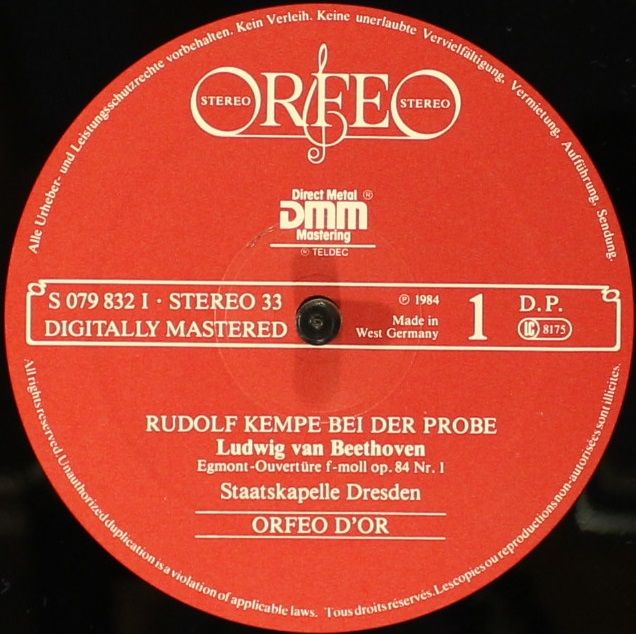 Alle Urheber- und Leistungsschutzrechte vorbehalten. Kein Verleih. Keine unerlaubte Vervielfältigung, Vermietung, Aufführung, Sendung.
ORFEO
STEREO STEREO
Direct Metal ®
DMM
Mastering
® TELDEC
S 079 832 I · STEREO 33
DIGITALLY MASTERED
℗ 1984
Made in
West Germany
1
D.P.
LC 8175
RUDOLF KEMPE BEI DER PROBE
Ludwig van Beethoven
Egmont-Ouvertüre f-moll op. 84 Nr. 1
Staatskapelle Dresden
ORFEO D'OR
All rights reserved. Unauthorized duplication is a violation of applicable laws. Tous droits réservés. Les copies ou reproductions non-autorisées sont illicites.